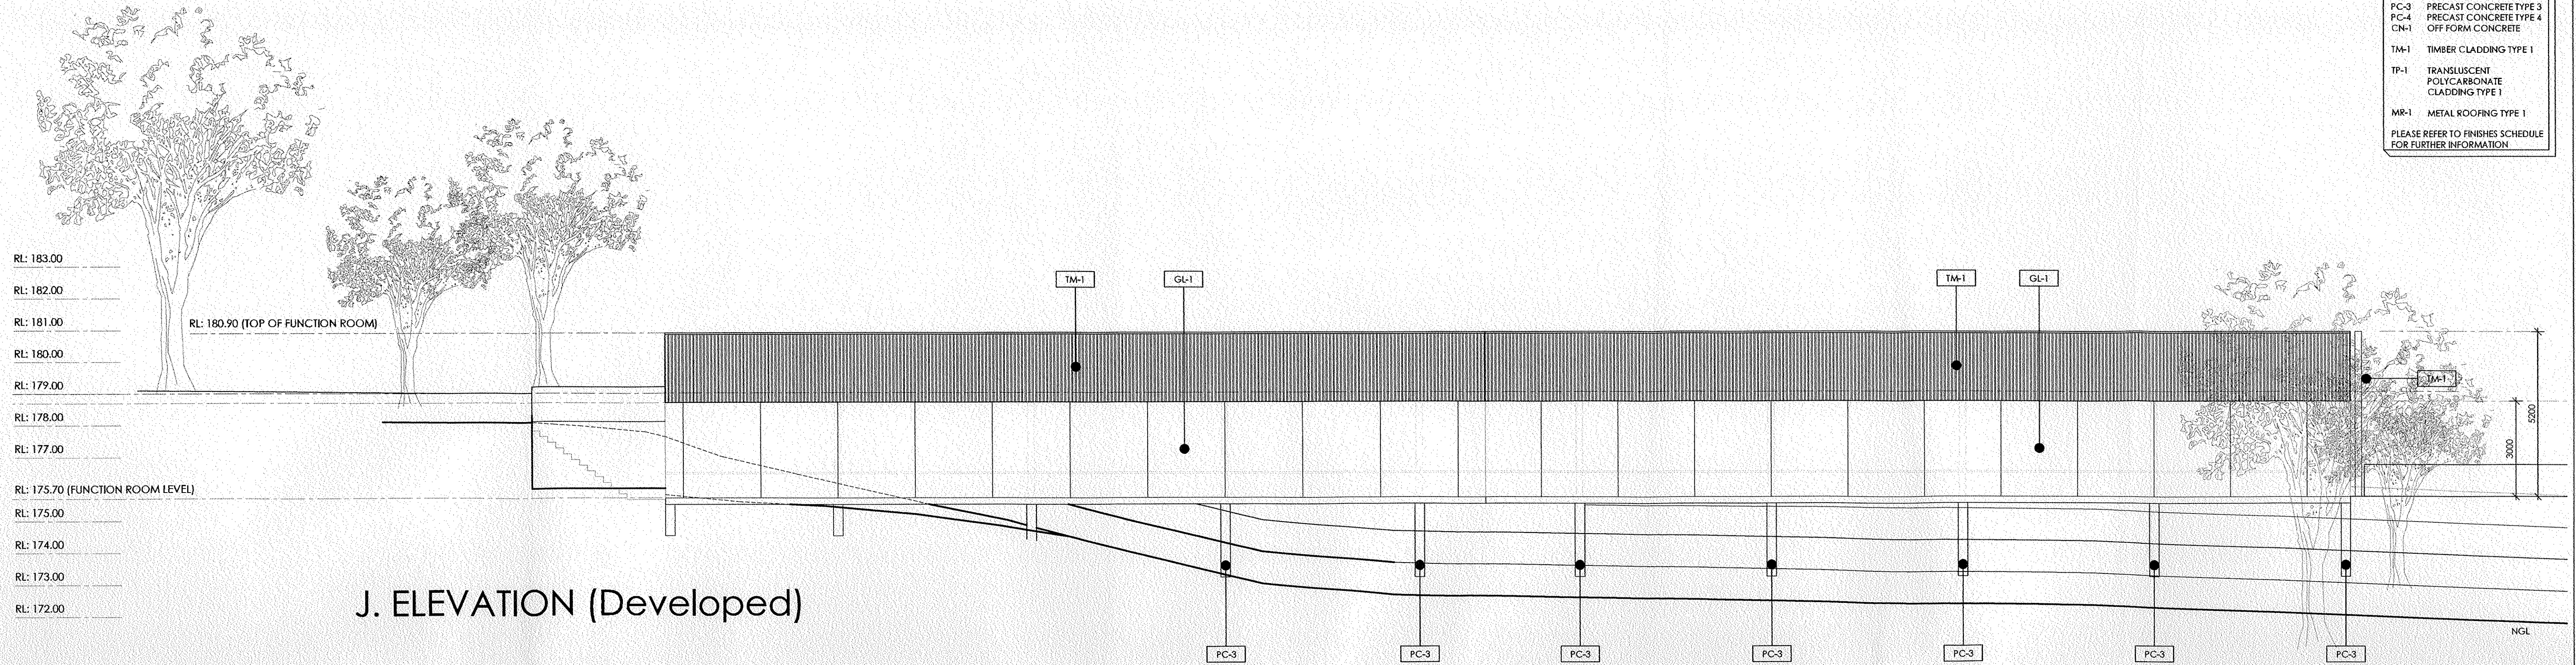 PC-3 PRECAST CONCRETE TYPE 3
PC-4 PRECAST CONCRETE TYPE 4
CN-1 OFF FORM CONCRETE
TM-1 TIMBER CLADDING TYPE 1
TP-1 TRANSLUSCENT
POLYCARBONATE
CLADDING TYPE 1
MR-1 METAL ROOFING TYPE 1
PLEASE REFER TO FINISHES SCHEDULE
FOR FURTHER INFORMATION
RL: 183.00
RL: 182.00
RL: 181.00
RL: 180.90 (TOP OF FUNCTION ROOM)
RL: 180.00
RL: 179.00
RL: 178.00
RL: 177.00
RL: 175.70 (FUNCTION ROOM LEVEL)
RL: 175.00
RL: 174.00
RL: 173.00
RL: 172.00
TM-1
GL-1
TM-1
GL-1
TM-1
5200
3000
J. ELEVATION (Developed)
NGL
PC-3
PC-3
PC-3
PC-3
PC-3
PC-3
PC-3